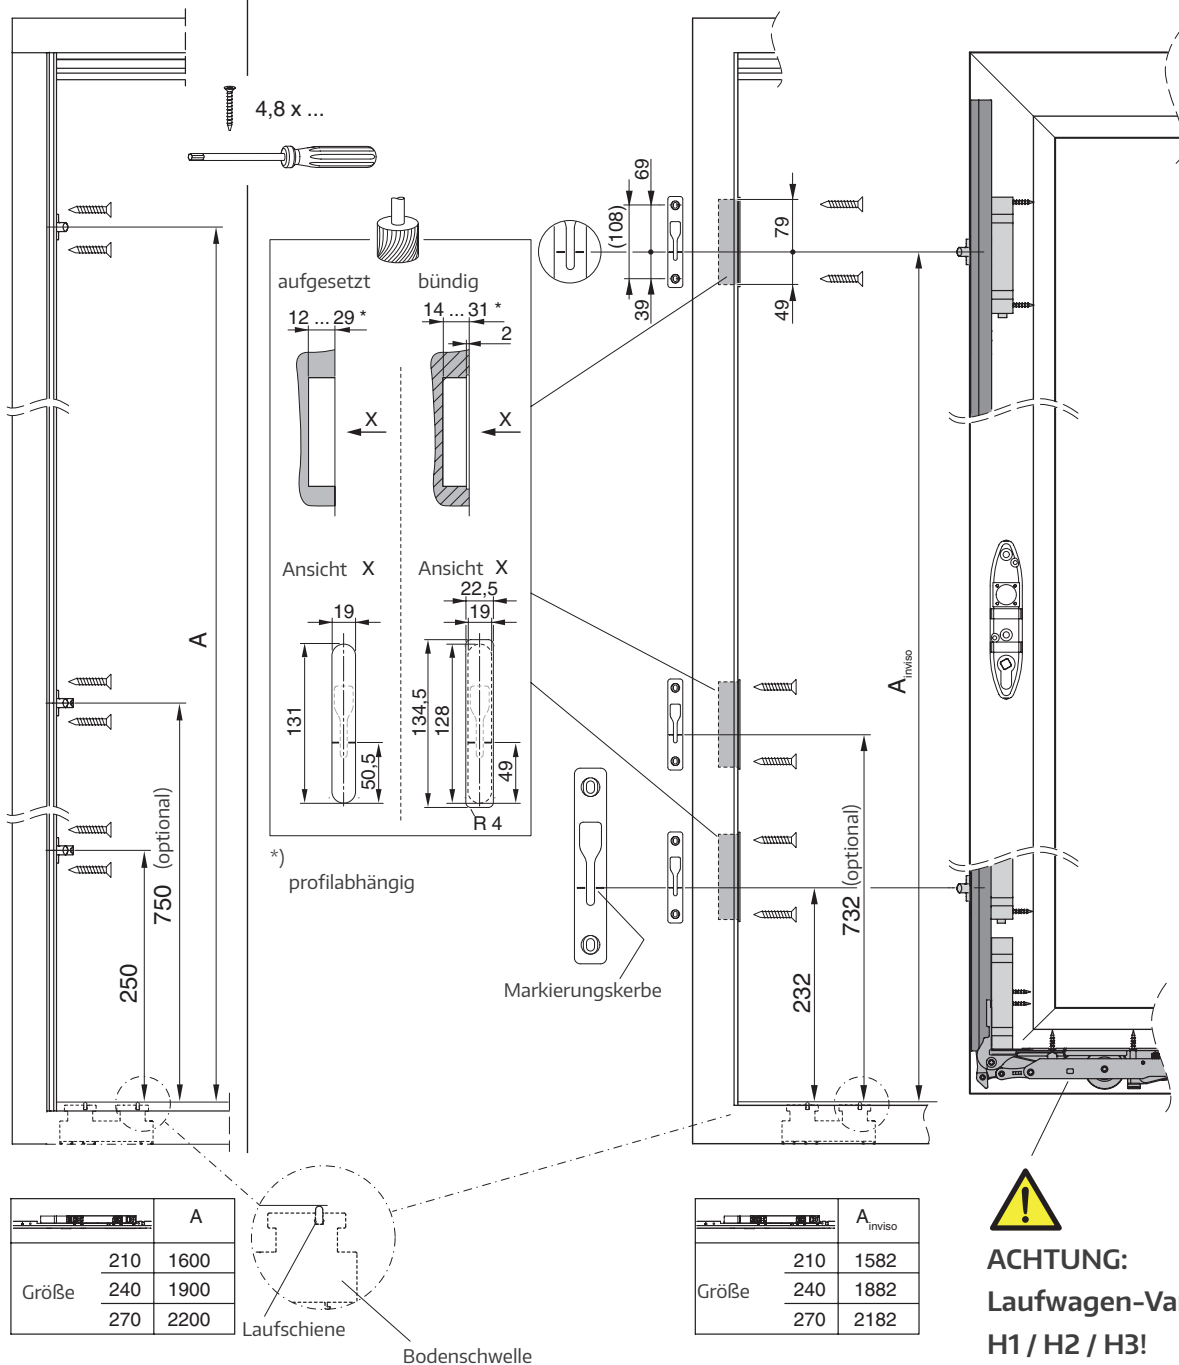 4,8 x ...
aufgesetzt
bündig
12 ... 29 *
14 ... 31 *
2
X
X
Ansicht X
Ansicht X
22,5
19
19
131
50,5
134,5
128
49
R 4
*)
profilabhängig
A
750 (optional)
250
69
(108)
39
79
49
A inviso
732 (optional)
232
Markierungskerbe
A
Größe
210 1600
240 1900
270 2200
Laufschiene
Bodenschwelle
A inviso
Größe
210 1582
240 1882
270 2182
ACHTUNG:
Laufwagen-Var
H1 / H2 / H3!